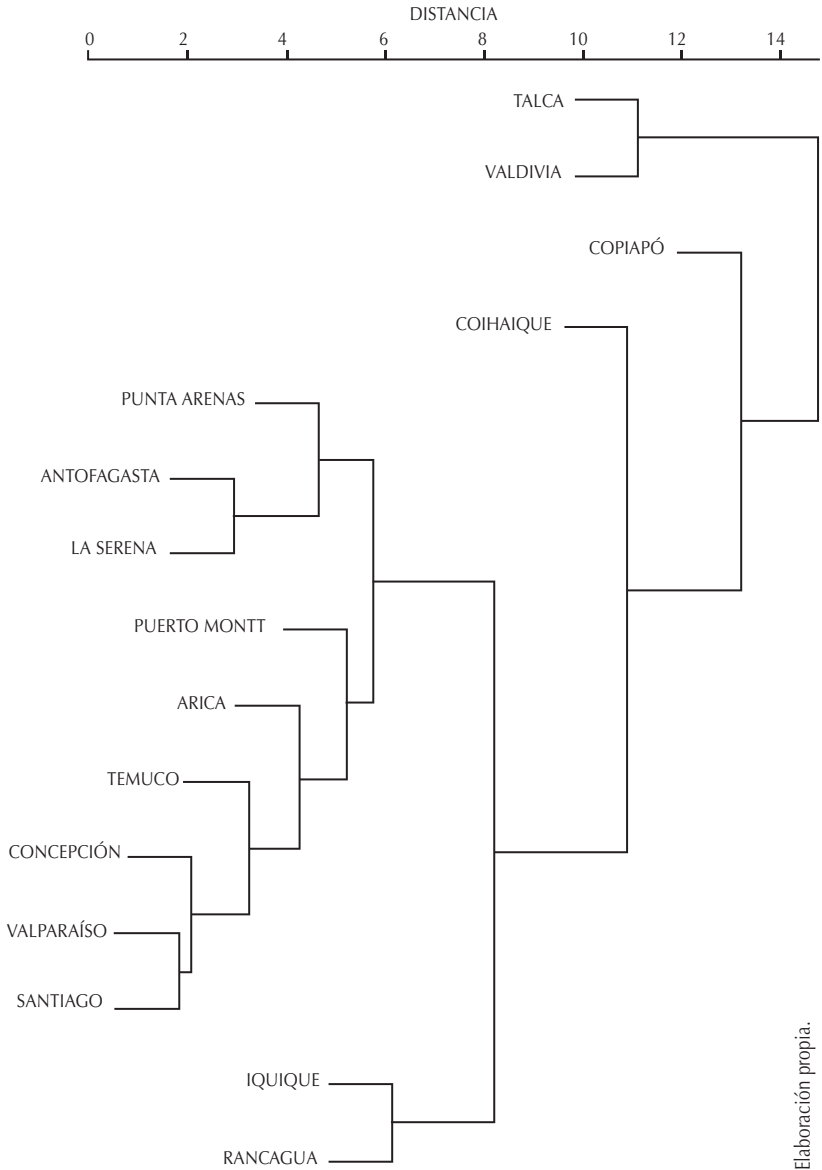 DISTANCIA
0 2 4 6 8 10 12 14
TALCA
VALDIVIA
COPIAPÓ
COIHAIQUE
PUNTA ARENAS
ANTOFAGASTA
LA SERENA
PUERTO MONTT
ARICA
TEMUCO
CONCEPCIÓN
VALPARAÍSO
SANTIAGO
IQUIQUE
RANCAGUA
Elaboración propia.